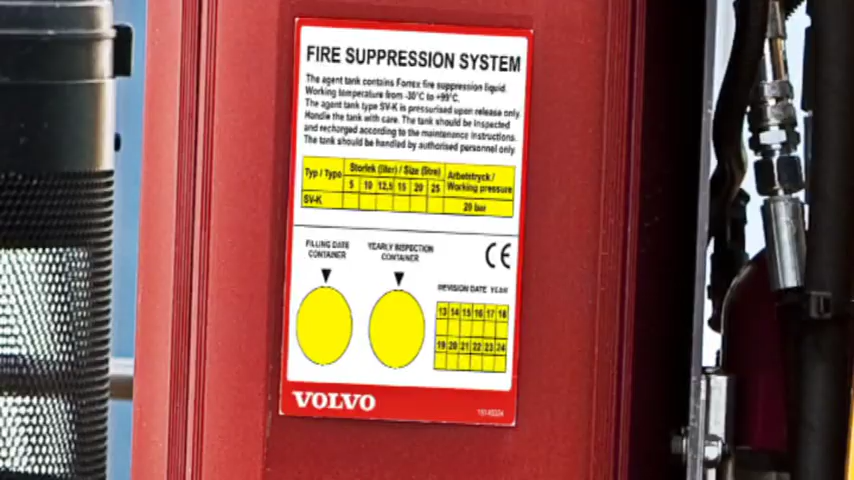 FIRE SUPPRESSION SYSTEM
The agent tank contains Forrex fire suppression liquid.
Working temperature from -30°C to +99°C.
The agent tank type SV-K is pressurised upon release only.
Handle the tank with care. The tank should be inspected
and recharged according to the maintenance instructions.
The tank should be handled by authorised personnel only.
Typ / Type Storlek (liter) / Size (litre) Arbetstryck / Working pressure
5 10 12,5 15 20 25
SV-K 20 bar
FILLING DATE CONTAINER
YEARLY INSPECTION CONTAINER
CE
REVISION DATE YEAR
13 14 15 16 17 18
19 20 21 22 23 24
VOLVO